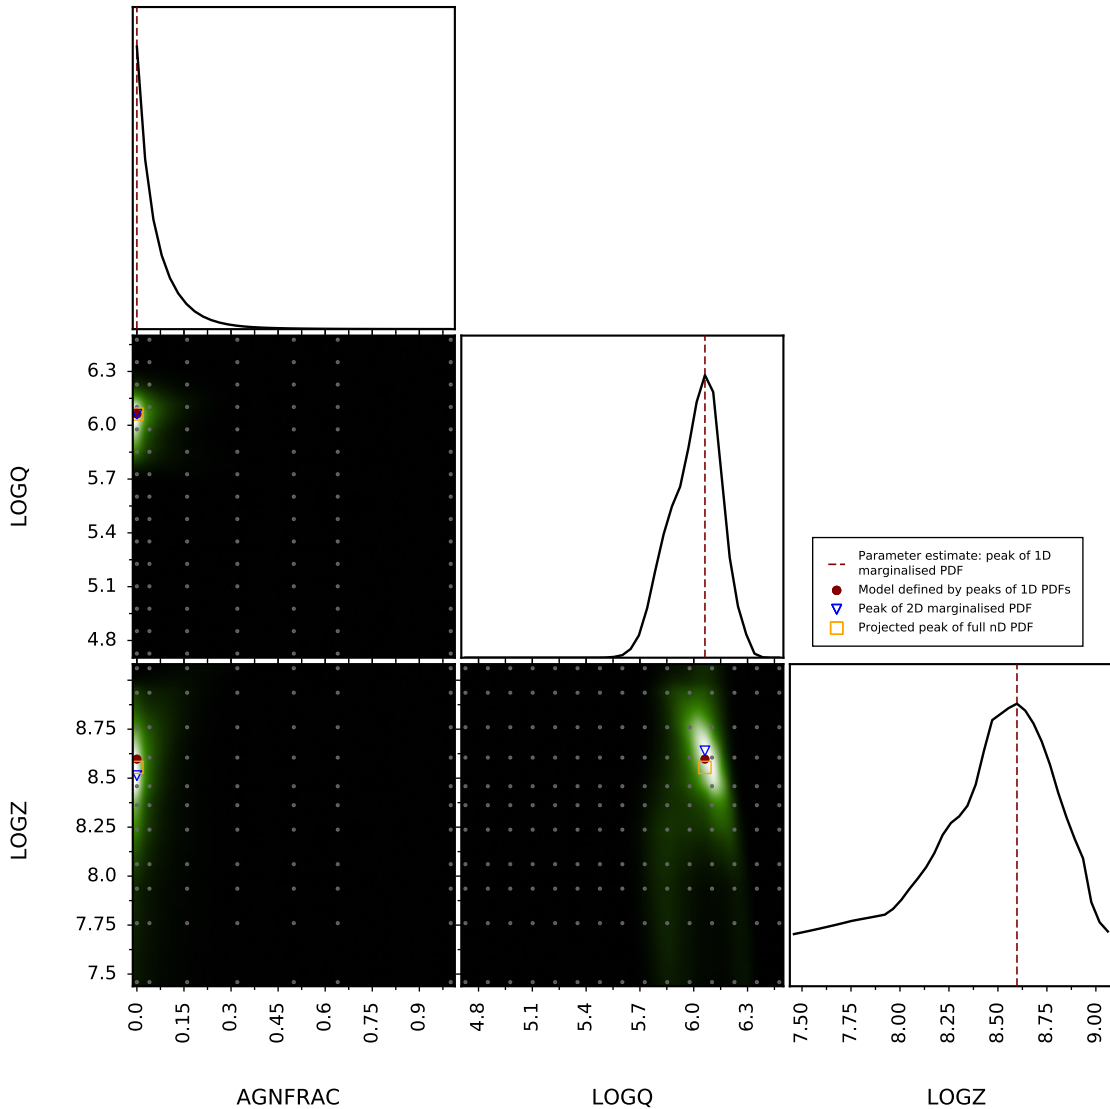 6.3
6.0
5.7
5.4
5.1
4.8
LOGQ
Parameter estimate: peak of 1D
marginalised PDF
Model defined by peaks of 1D PDFs
Peak of 2D marginalised PDF
Projected peak of full nD PDF
8.75
8.5
8.25
8.0
7.75
7.5
LOGZ
0.0 0.15 0.3 0.45 0.6 0.75 0.9
4.8 5.1 5.4 5.7 6.0 6.3
7.50 7.75 8.00 8.25 8.50 8.75 9.00
AGNFRAC LOGQ LOGZ